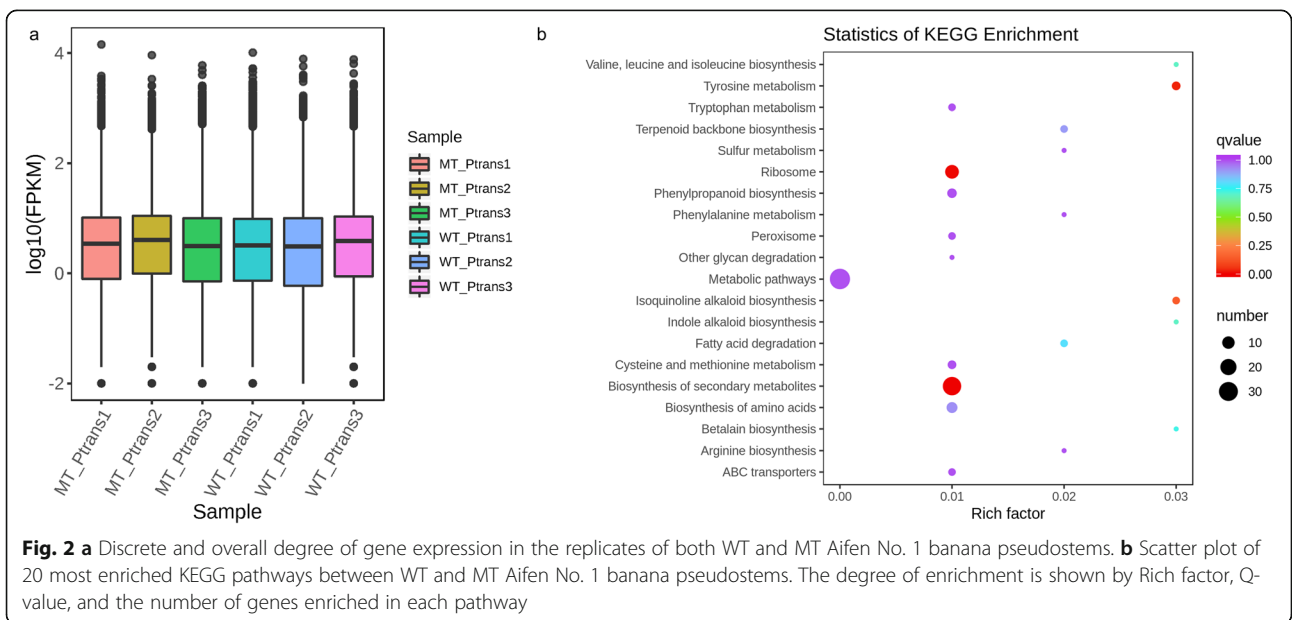 a
4
2
0
-2
log10(FPKM)
MT_Ptrans1
MT_Ptrans2
MT_Ptrans3
WT_Ptrans1
WT_Ptrans2
WT_Ptrans3
Sample
Sample
MT_Ptrans1
MT_Ptrans2
MT_Ptrans3
WT_Ptrans1
WT_Ptrans2
WT_Ptrans3
b
Statistics of KEGG Enrichment
Valine, leucine and isoleucine biosynthesis
Tyrosine metabolism
Tryptophan metabolism
Terpenoid backbone biosynthesis
Sulfur metabolism
Ribosome
Phenylpropanoid biosynthesis
Phenylalanine metabolism
Peroxisome
Other glycan degradation
Metabolic pathways
Isoquinoline alkaloid biosynthesis
Indole alkaloid biosynthesis
Fatty acid degradation
Cysteine and methionine metabolism
Biosynthesis of secondary metabolites
Biosynthesis of amino acids
Betalain biosynthesis
Arginine biosynthesis
ABC transporters
0.00 0.01 0.02 0.03
Rich factor
qvalue
1.00
0.75
0.50
0.25
0.00
number
10
20
30
Fig. 2 a Discrete and overall degree of gene expression in the replicates of both WT and MT Aifen No. 1 banana pseudostems. b Scatter plot of
20 most enriched KEGG pathways between WT and MT Aifen No. 1 banana pseudostems. The degree of enrichment is shown by Rich factor, Q-
value, and the number of genes enriched in each pathway